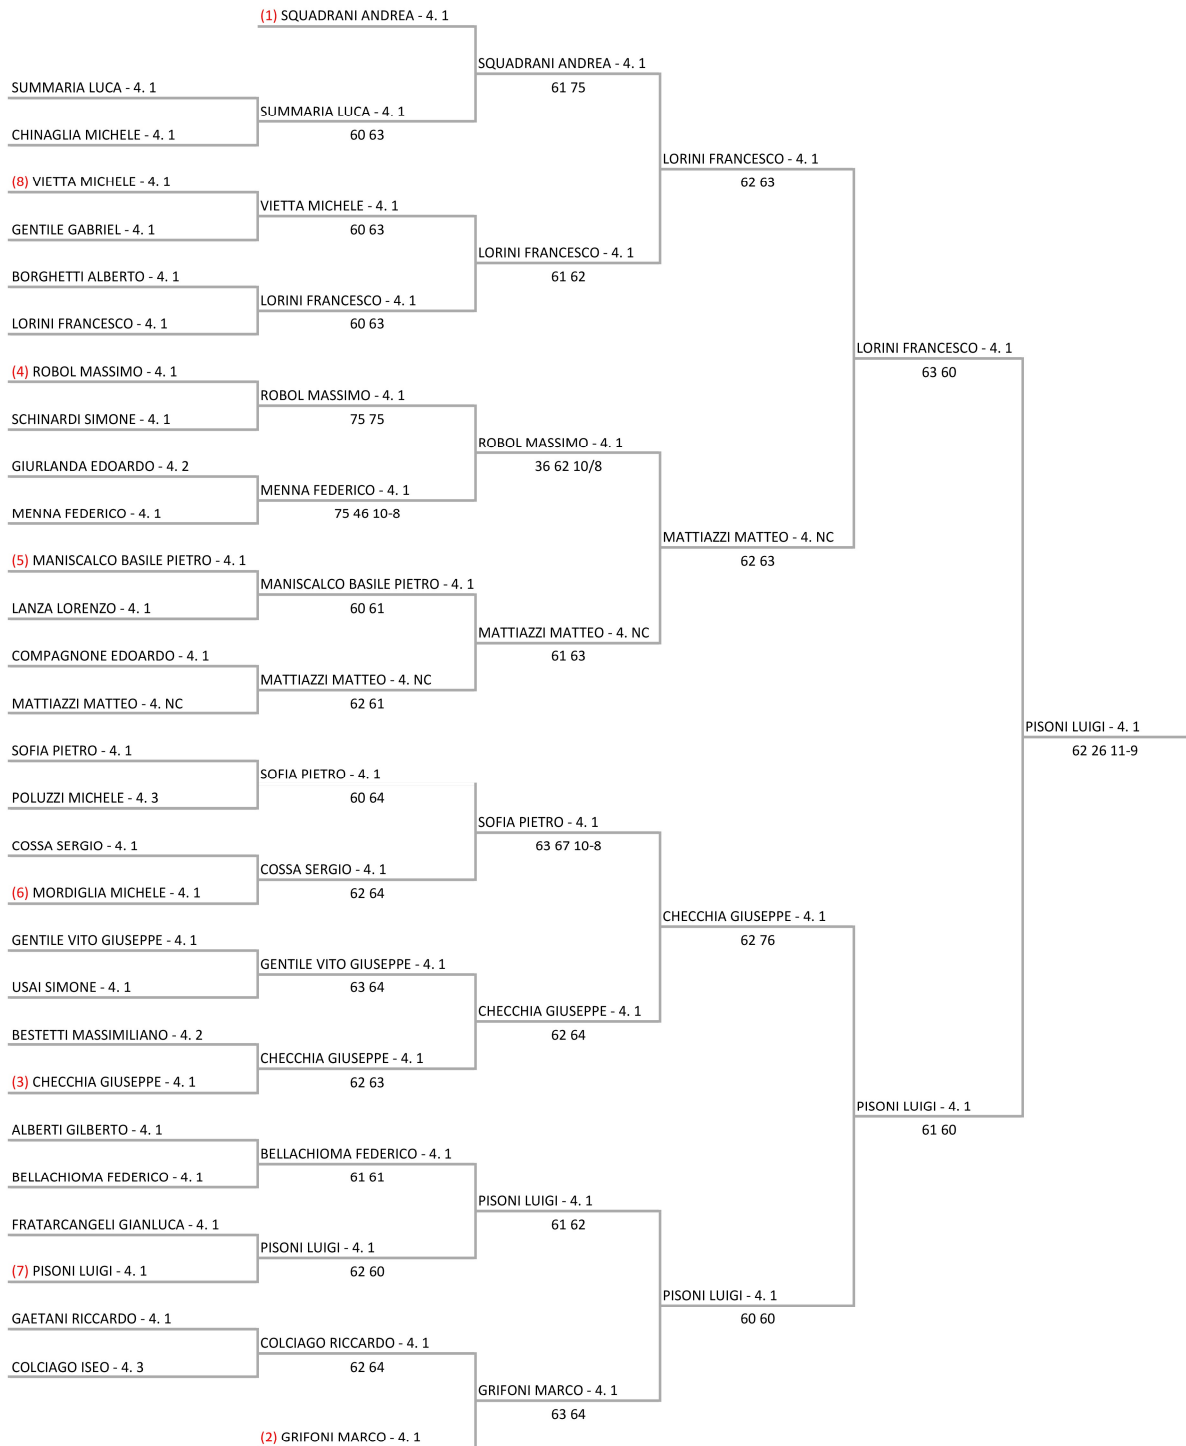 (1) SQUADRANI ANDREA - 4. 1
SQUADRANI ANDREA - 4. 1
61 75
SUMMARIA LUCA - 4. 1
SUMMARIA LUCA - 4. 1
60 63
CHINAGLIA MICHELE - 4. 1
LORINI FRANCESCO - 4. 1
62 63
(8) VIETTA MICHELE - 4. 1
VIETTA MICHELE - 4. 1
60 63
GENTILE GABRIEL - 4. 1
LORINI FRANCESCO - 4. 1
61 62
BORGHETTI ALBERTO - 4. 1
LORINI FRANCESCO - 4. 1
60 63
LORINI FRANCESCO - 4. 1
LORINI FRANCESCO - 4. 1
63 60
(4) ROBOL MASSIMO - 4. 1
ROBOL MASSIMO - 4. 1
75 75
SCHINARDI SIMONE - 4. 1
ROBOL MASSIMO - 4. 1
36 62 10/8
GIURLANDA EDOARDO - 4. 2
MENNA FEDERICO - 4. 1
75 46 10-8
MENNA FEDERICO - 4. 1
MATTIAZZI MATTEO - 4. NC
62 63
(5) MANISCALCO BASILE PIETRO - 4. 1
MANISCALCO BASILE PIETRO - 4. 1
60 61
LANZA LORENZO - 4. 1
MATTIAZZI MATTEO - 4. NC
61 63
COMPAGNONE EDOARDO - 4. 1
MATTIAZZI MATTEO - 4. NC
62 61
MATTIAZZI MATTEO - 4. NC
PISONI LUIGI - 4. 1
62 26 11-9
SOFIA PIETRO - 4. 1
SOFIA PIETRO - 4. 1
60 64
POLUZZI MICHELE - 4. 3
SOFIA PIETRO - 4. 1
63 67 10-8
COSSA SERGIO - 4. 1
COSSA SERGIO - 4. 1
62 64
(6) MORDIGLIA MICHELE - 4. 1
CHECCHIA GIUSEPPE - 4. 1
62 76
GENTILE VITO GIUSEPPE - 4. 1
GENTILE VITO GIUSEPPE - 4. 1
63 64
USAI SIMONE - 4. 1
CHECCHIA GIUSEPPE - 4. 1
62 64
BESTETTI MASSIMILIANO - 4. 2
CHECCHIA GIUSEPPE - 4. 1
62 63
(3) CHECCHIA GIUSEPPE - 4. 1
PISONI LUIGI - 4. 1
61 60
ALBERTI GILBERTO - 4. 1
BELLACHIOMA FEDERICO - 4. 1
61 61
BELLACHIOMA FEDERICO - 4. 1
PISONI LUIGI - 4. 1
61 62
FRATARCANGELI GIANLUCA - 4. 1
PISONI LUIGI - 4. 1
62 60
(7) PISONI LUIGI - 4. 1
PISONI LUIGI - 4. 1
60 60
GAETANI RICCARDO - 4. 1
COLCIAGO RICCARDO - 4. 1
62 64
COLCIAGO ISEO - 4. 3
GRIFONI MARCO - 4. 1
63 64
(2) GRIFONI MARCO - 4. 1